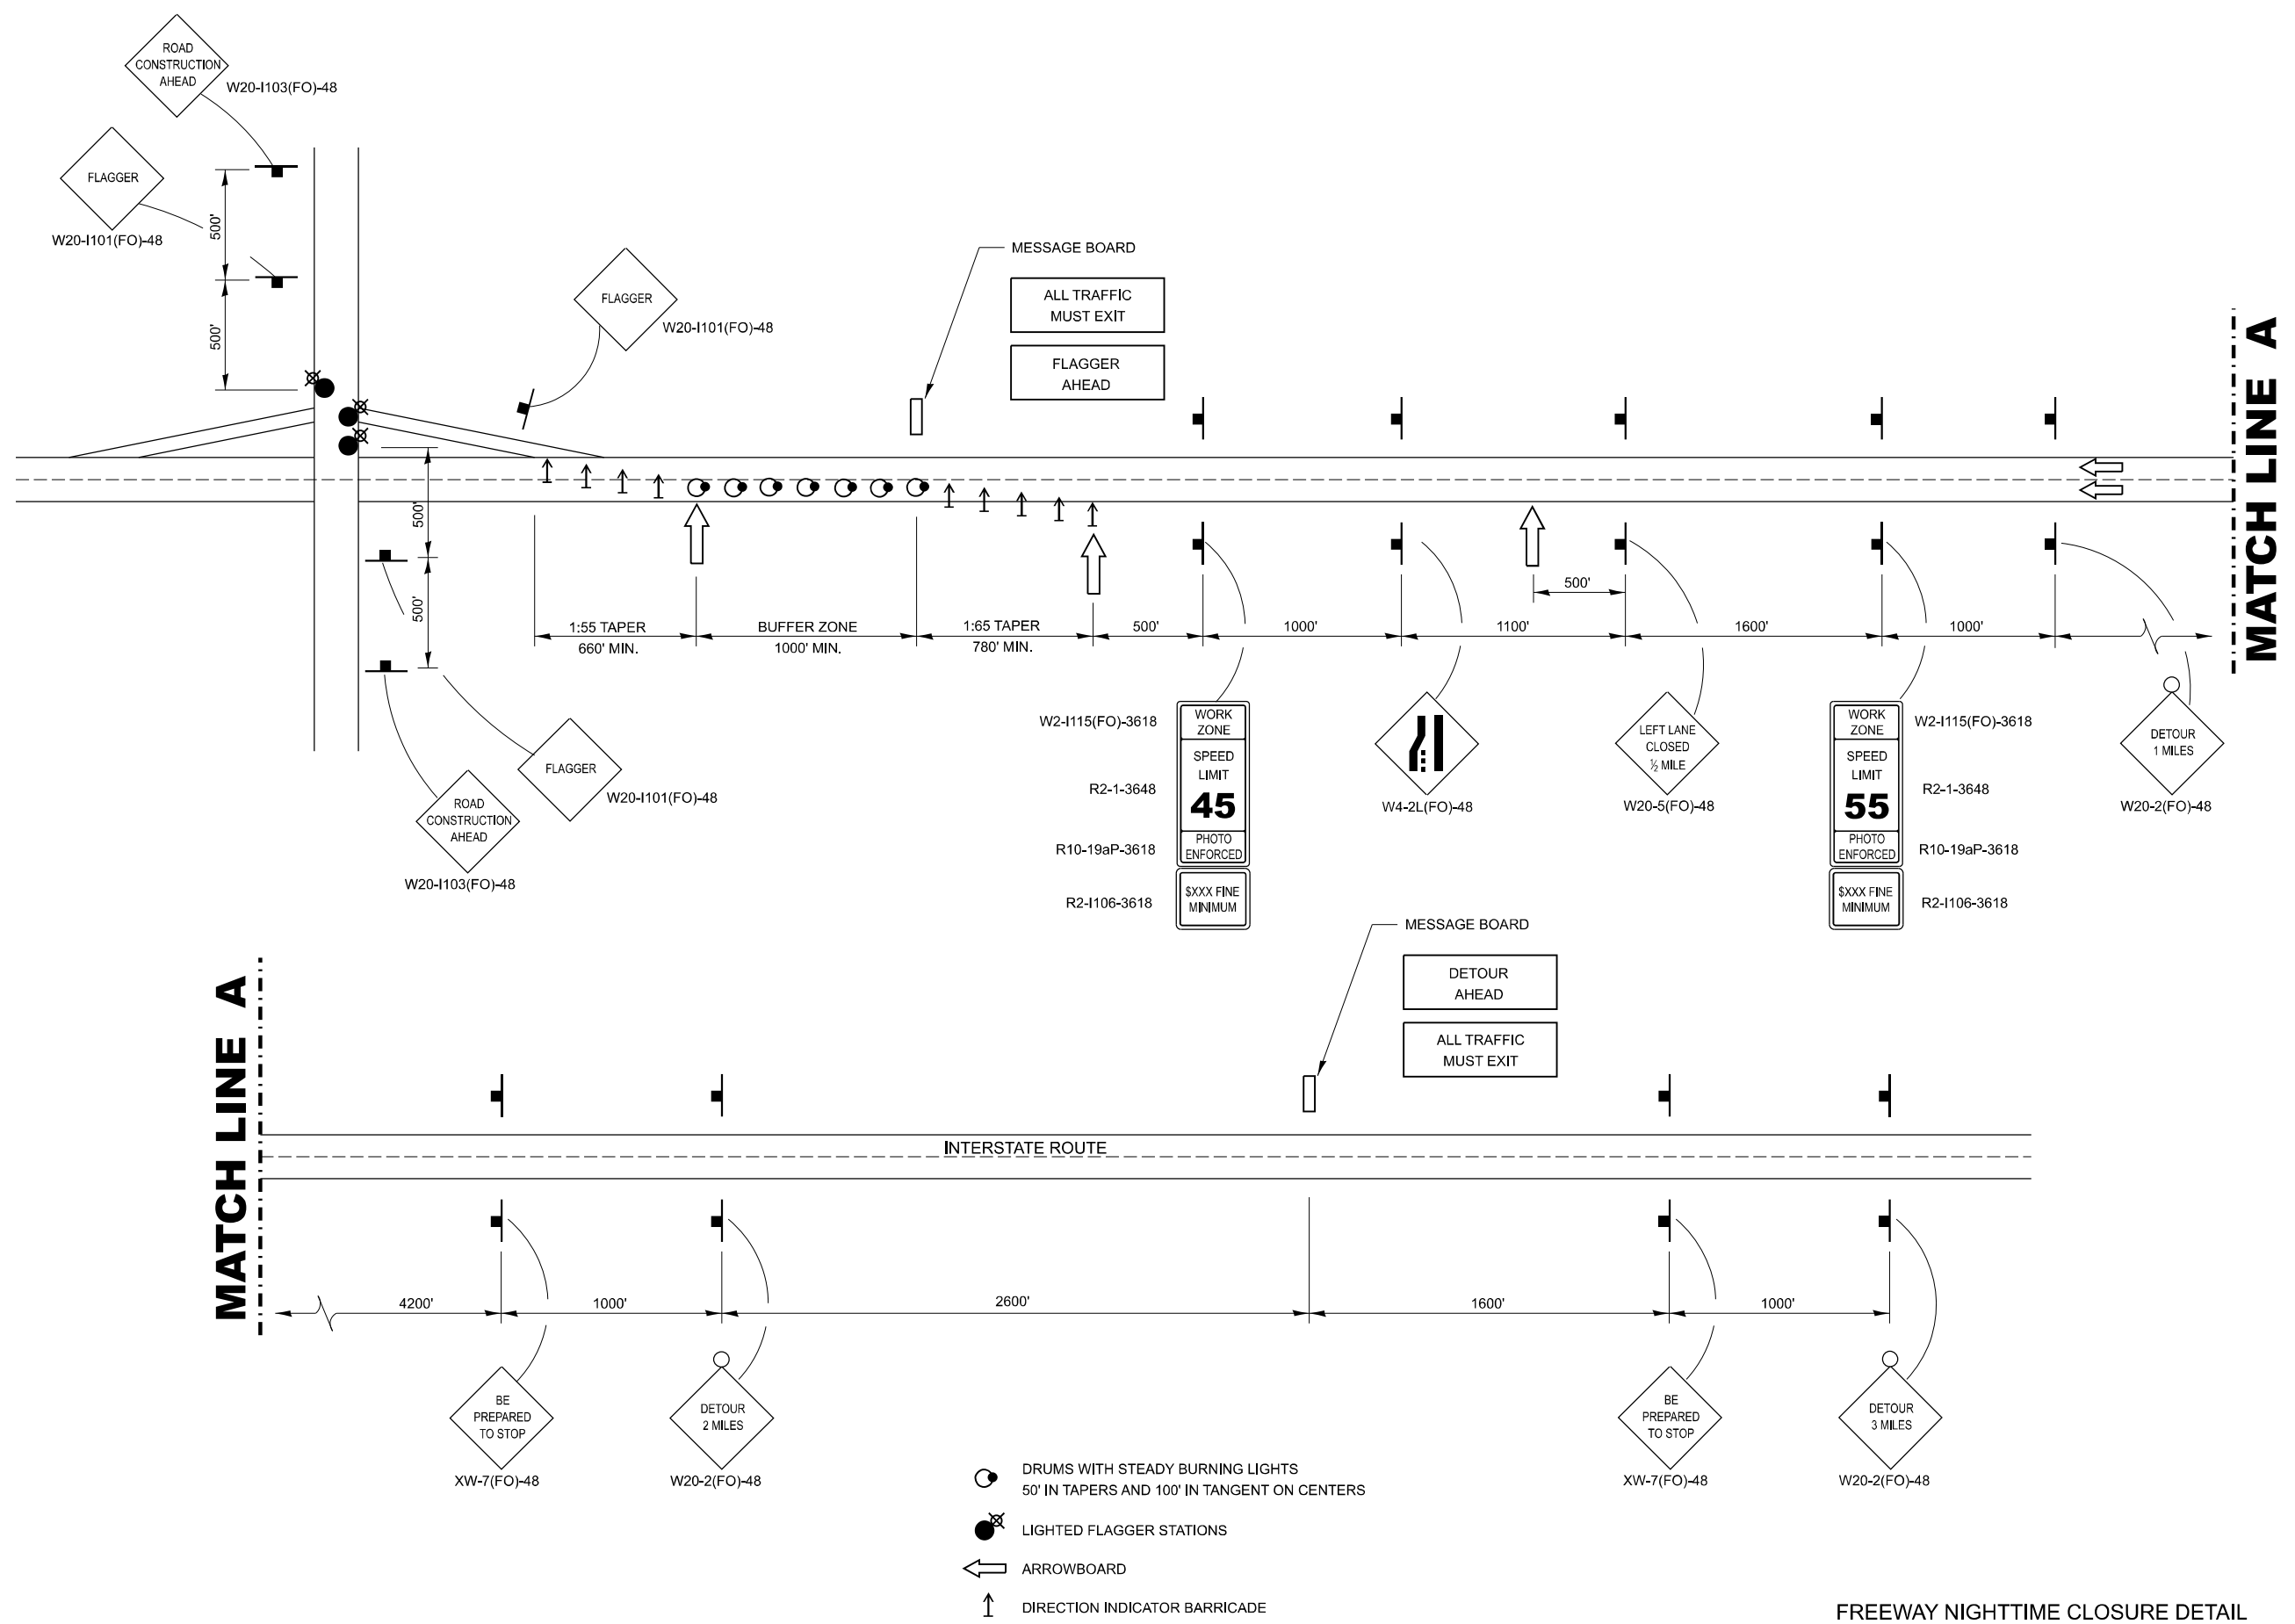 ROAD
CONSTRUCTION
AHEAD
W20-I103(FO)-48
FLAGGER
W20-I101(FO)-48
500'
500'
FLAGGER
W20-I101(FO)-48
MESSAGE BOARD
ALL TRAFFIC
MUST EXIT
FLAGGER
AHEAD
MATCH LINE A
500'
500'
1:55 TAPER
660' MIN.
BUFFER ZONE
1000' MIN.
1:65 TAPER
780' MIN.
500'
1000'
1100'
500'
1600'
1000'
FLAGGER
W20-I101(FO)-48
ROAD
CONSTRUCTION
AHEAD
W20-I103(FO)-48
W2-I115(FO)-3618
R2-1-3648
R10-19aP-3618
R2-I106-3618
WORK
ZONE
SPEED
LIMIT
45
PHOTO
ENFORCED
$XXX FINE
MINIMUM
W4-2L(FO)-48
LEFT LANE
CLOSED
½ MILE
W20-5(FO)-48
WORK
ZONE
SPEED
LIMIT
55
PHOTO
ENFORCED
$XXX FINE
MINIMUM
W2-I115(FO)-3618
R2-1-3648
R10-19aP-3618
R2-I106-3618
DETOUR
1 MILES
W20-2(FO)-48
MATCH LINE A
MESSAGE BOARD
DETOUR
AHEAD
ALL TRAFFIC
MUST EXIT
INTERSTATE ROUTE
4200'
1000'
2600'
1600'
1000'
BE
PREPARED
TO STOP
XW-7(FO)-48
DETOUR
2 MILES
W20-2(FO)-48
BE
PREPARED
TO STOP
XW-7(FO)-48
DETOUR
3 MILES
W20-2(FO)-48
DRUMS WITH STEADY BURNING LIGHTS
50' IN TAPERS AND 100' IN TANGENT ON CENTERS
LIGHTED FLAGGER STATIONS
ARROWBOARD
DIRECTION INDICATOR BARRICADE
FREEWAY NIGHTTIME CLOSURE DETAIL